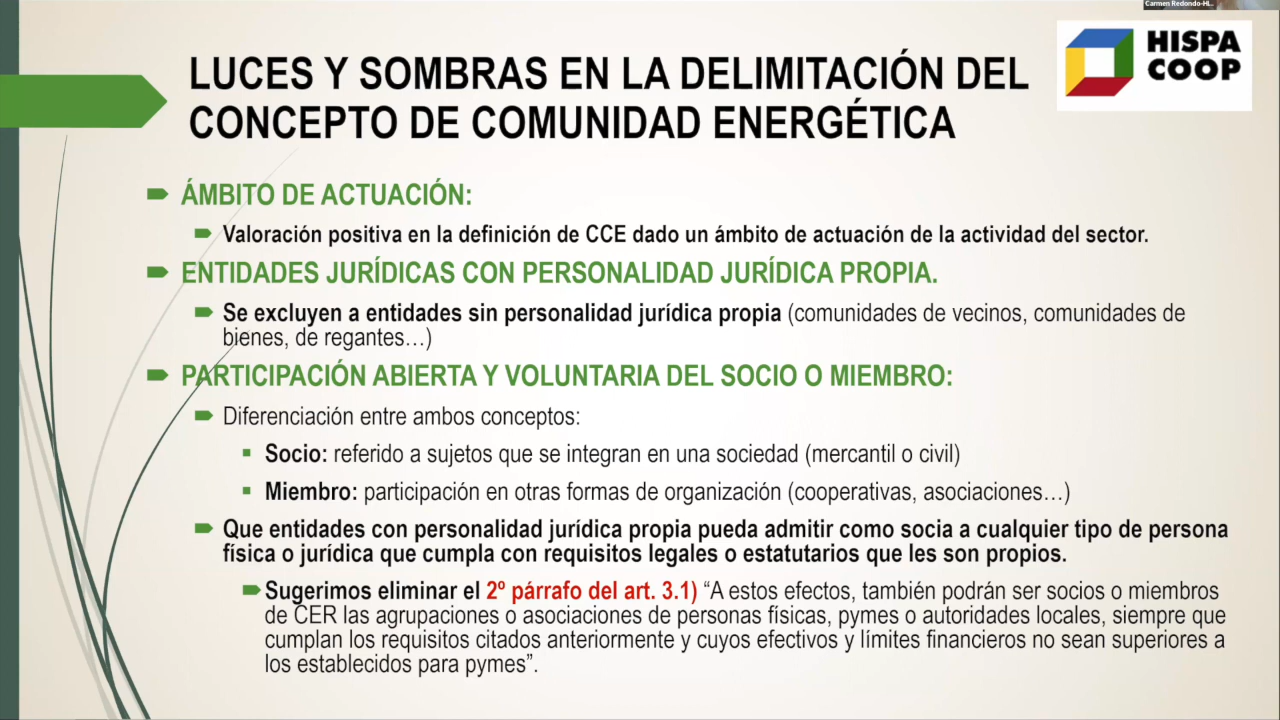 Carmen Redondo-HI...
HISPA
COOP
LUCES Y SOMBRAS EN LA DELIMITACIÓN DEL
CONCEPTO DE COMUNIDAD ENERGÉTICA
ÁMBITO DE ACTUACIÓN:
Valoración positiva en la definición de CCE dado un ámbito de actuación de la actividad del sector.
ENTIDADES JURÍDICAS CON PERSONALIDAD JURÍDICA PROPIA.
Se excluyen a entidades sin personalidad jurídica propia (comunidades de vecinos, comunidades de
bienes, de regantes…)
PARTICIPACIÓN ABIERTA Y VOLUNTARIA DEL SOCIO O MIEMBRO:
Diferenciación entre ambos conceptos:
Socio: referido a sujetos que se integran en una sociedad (mercantil o civil)
Miembro: participación en otras formas de organización (cooperativas, asociaciones…)
Que entidades con personalidad jurídica propia pueda admitir como socia a cualquier tipo de persona
física o jurídica que cumpla con requisitos legales o estatutarios que les son propios.
Sugerimos eliminar el 2º párrafo del art. 3.1) “A estos efectos, también podrán ser socios o miembros
de CER las agrupaciones o asociaciones de personas físicas, pymes o autoridades locales, siempre que
cumplan los requisitos citados anteriormente y cuyos efectivos y límites financieros no sean superiores a
los establecidos para pymes”.